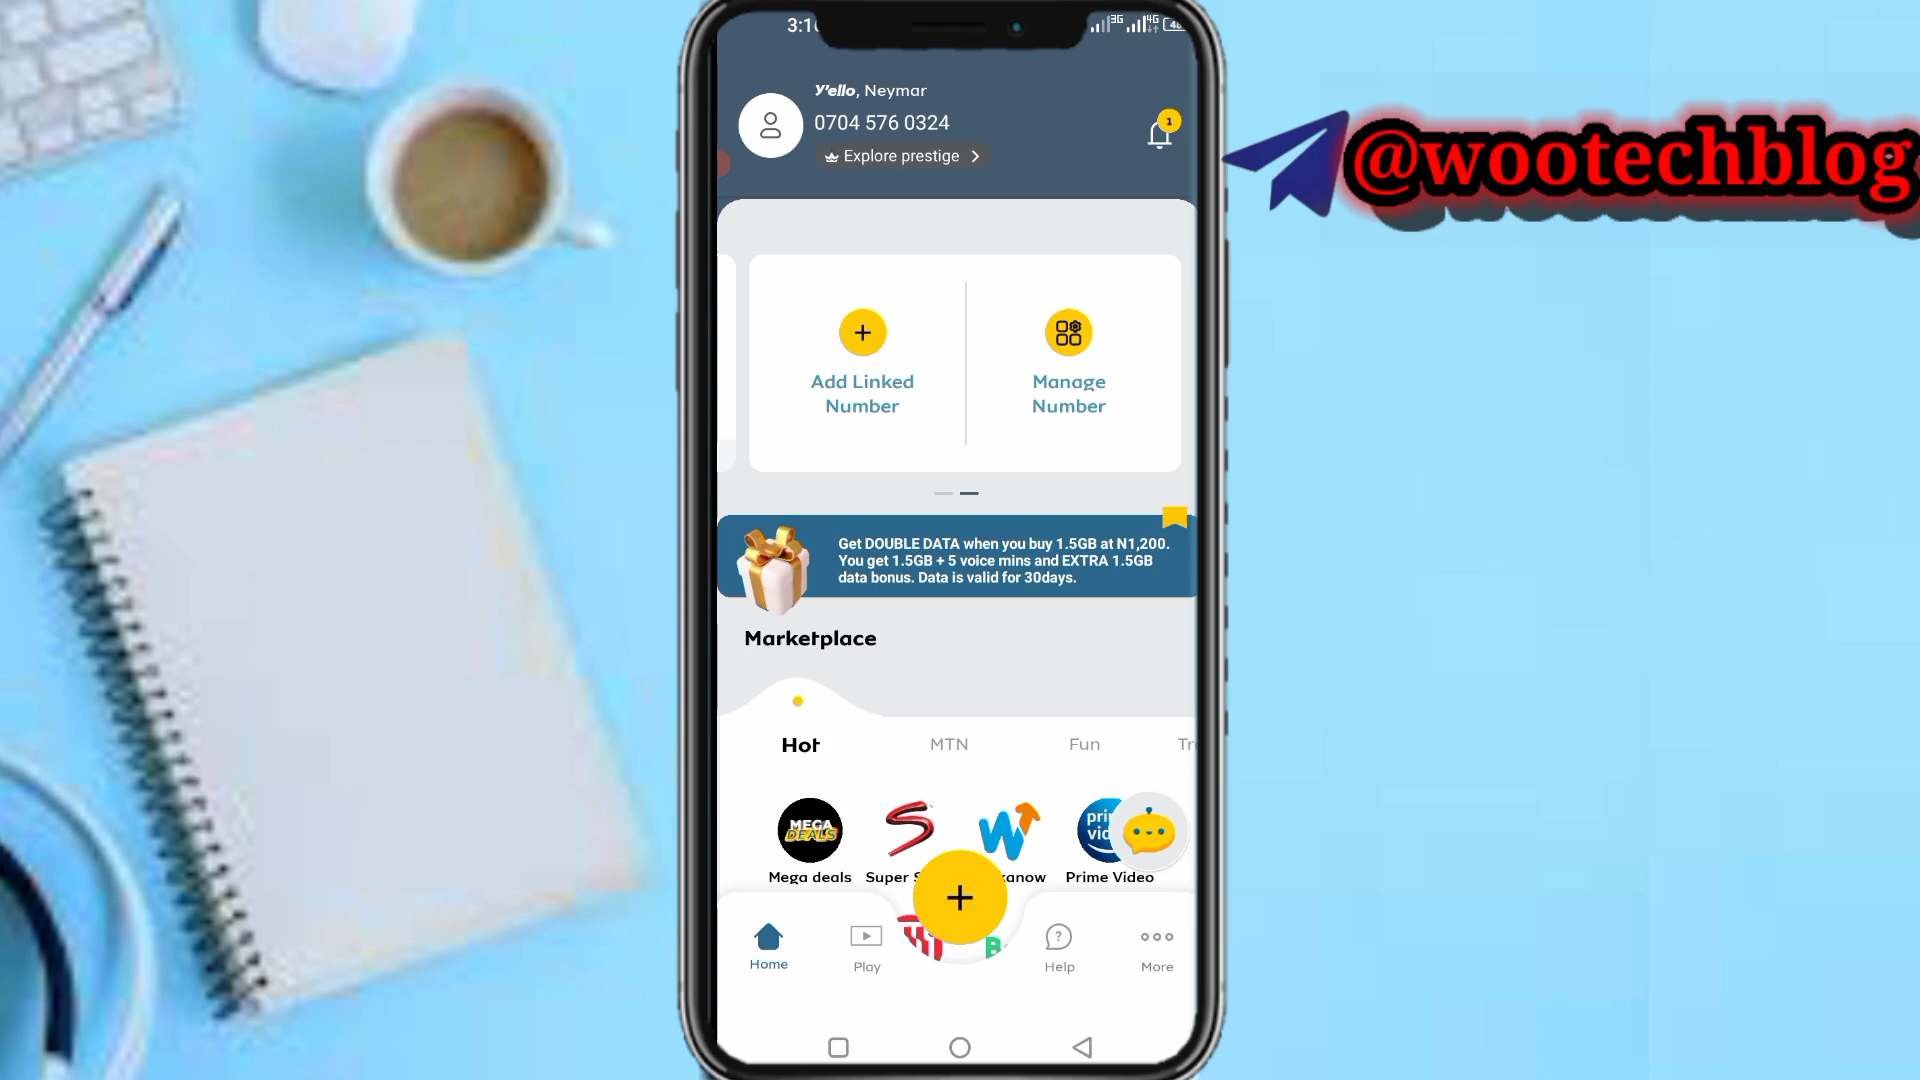 3:1
3G
4G
Y'ello, Neymar
0704 576 0324
Explore prestige
1
@wootechblog
Add Linked
Number
Manage
Number
Get DOUBLE DATA when you buy 1.5GB at N1,200.
You get 1.5GB + 5 voice mins and EXTRA 1.5GB
data bonus. Data is valid for 30days.
Marketplace
Hot
MTN
Fun
MEGA
DEALS
Mega deals
Super
Prime Video
Home
Play
Help
More